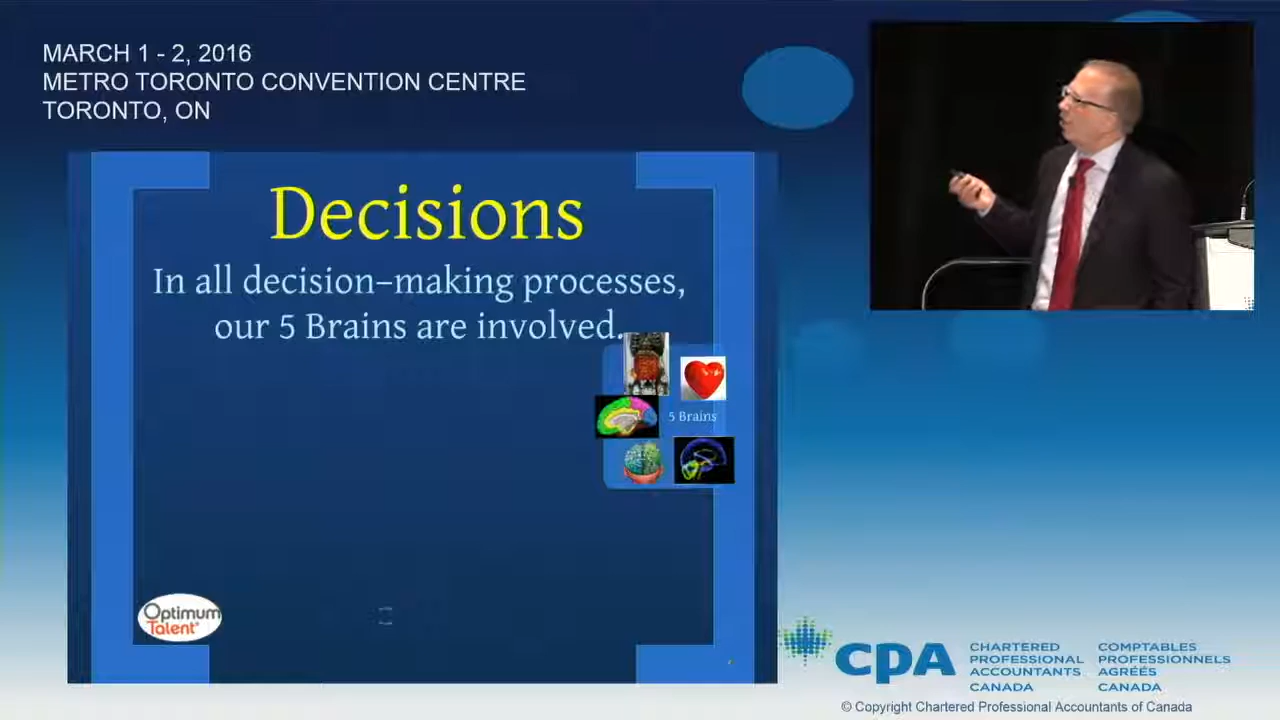 MARCH 1 - 2, 2016
METRO TORONTO CONVENTION CENTRE
TORONTO, ON
Decisions
In all decision-making processes,
our 5 Brains are involved.
5 Brains
Optimum
Talent
CPA
CHARTERED
PROFESSIONAL
ACCOUNTANTS
CANADA
COMPTABLES
PROFESSIONNELS
AGRÉÉS
CANADA
© Copyright Chartered Professional Accountants of Canada